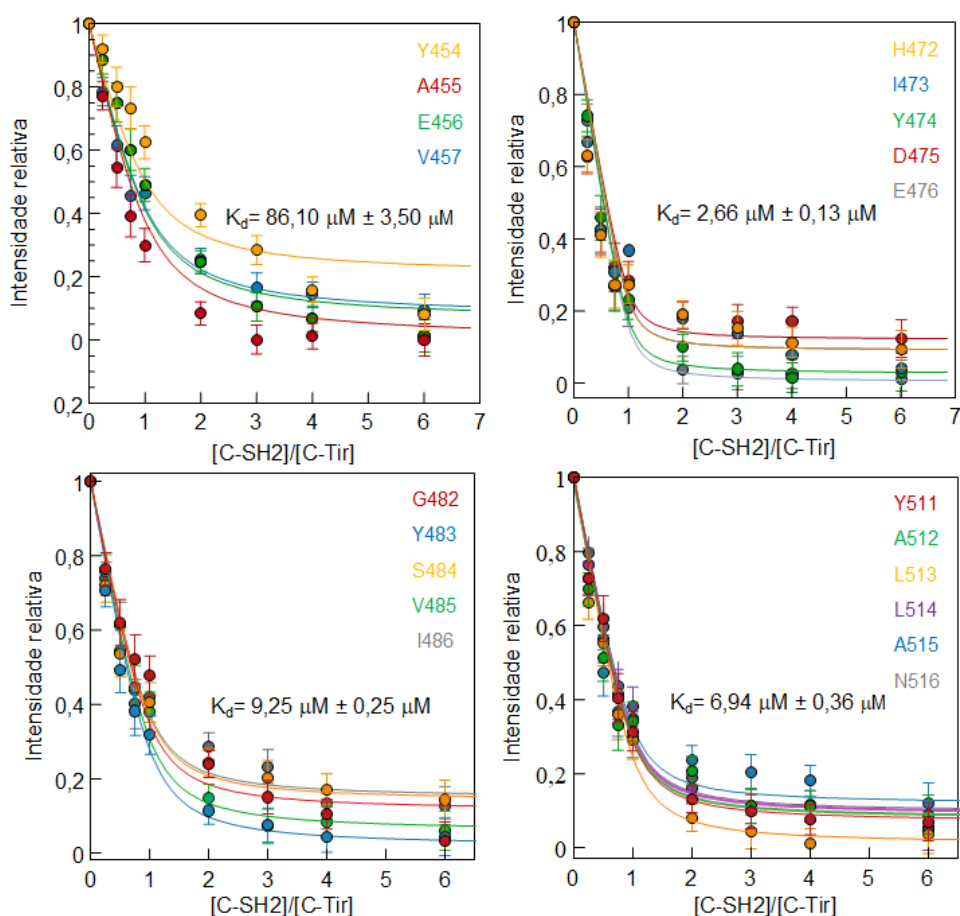 1
0,8
0,6
0,4
0,2
0
0,2
Intensidade relativa
Y454
A455
E456
V457
Kd= 86,10 μM ± 3,50 μM
0 1 2 3 4 5 6 7
[C-SH2]/[C-Tir]
1
0,8
0,6
0,4
0,2
0
Intensidade relativa
H472
I473
Y474
D475
E476
Kd= 2,66 μM ± 0,13 μM
0 1 2 3 4 5 6 7
[C-SH2]/[C-Tir]
1
0,8
0,6
0,4
0,2
0
Intensidade relativa
G482
Y483
S484
V485
I486
Kd= 9,25 μM ± 0,25 μM
0 1 2 3 4 5 6
[C-SH2]/[C-Tir]
1
0,8
0,6
0,4
0,2
0
Intensidade relativa
Y511
A512
L513
L514
A515
N516
Kd= 6,94 μM ± 0,36 μM
0 1 2 3 4 5 6
[C-SH2]/[C-Tir]